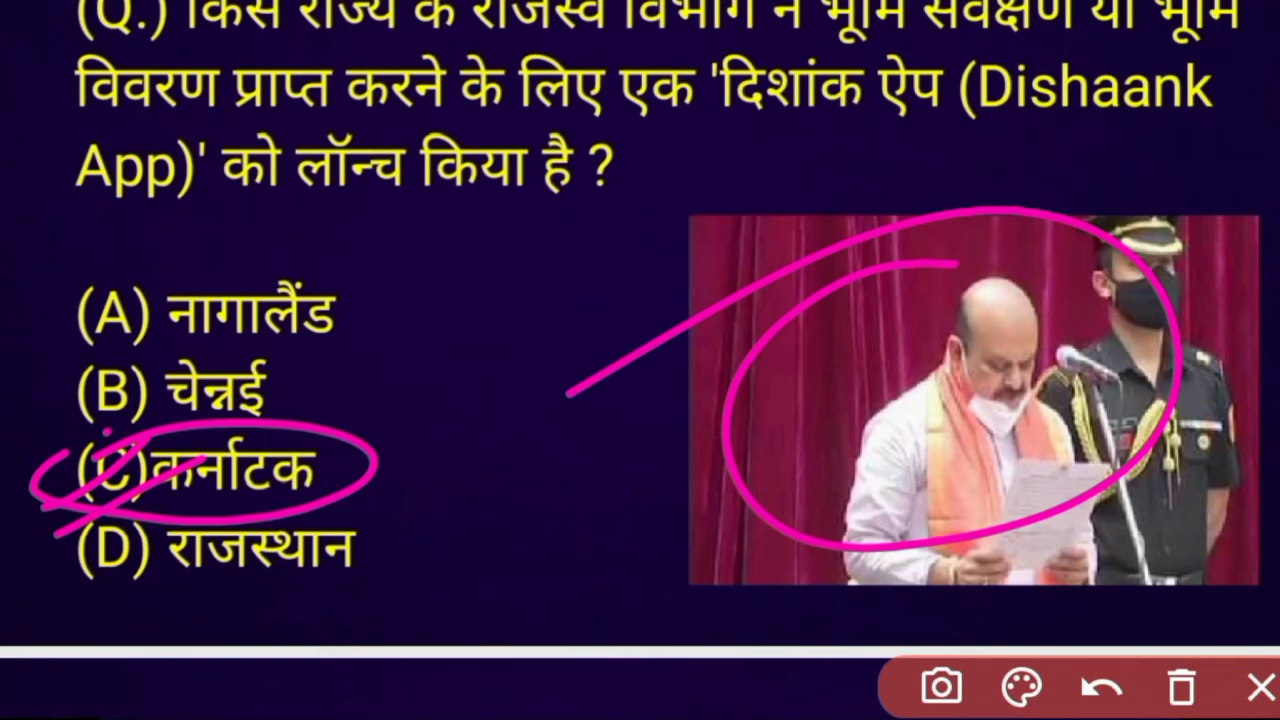 (Q.) किस राज्य के राजस्व विभाग ने भूमि सर्वेक्षण या भूमि
विवरण प्राप्त करने के लिए एक 'दिशांक ऐप (Dishaank
App)' को लॉन्च किया है ?
(A) नागालैंड
(B) चेन्नई
(C)कर्नाटक
(D) राजस्थान